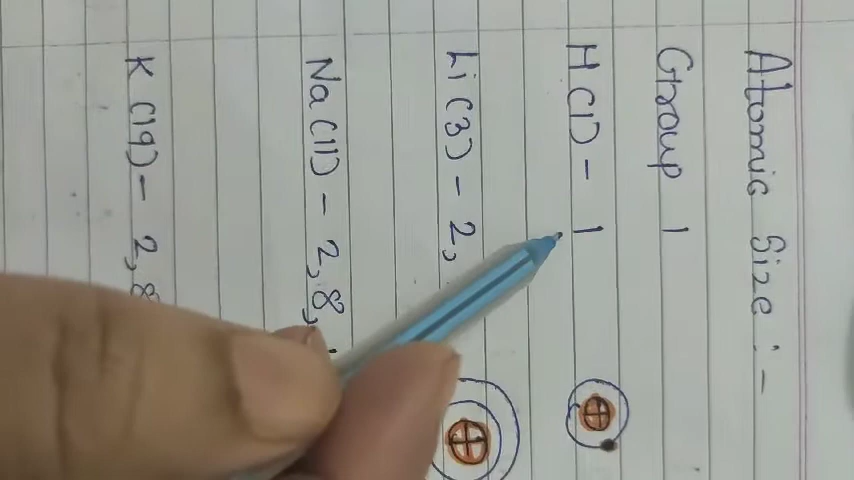 Atomic Size :-
Group 1
H (1) - 1
Li (3) - 2,
Na (11) - 2,8,
K (19) - 2,8